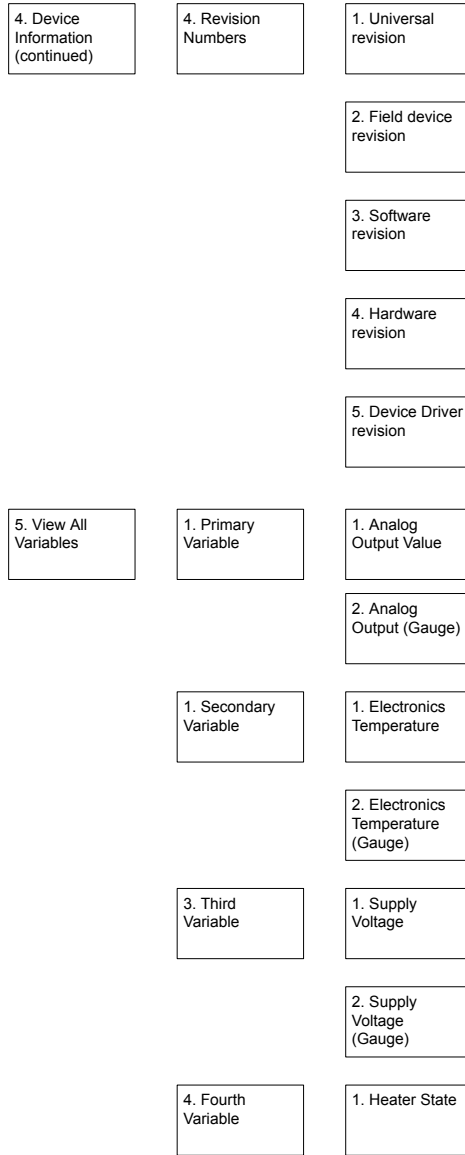 4. Device
Information
(continued)
4. Revision
Numbers
1. Universal
revision
2. Field device
revision
3. Software
revision
4. Hardware
revision
5. Device Driver
revision
5. View All
Variables
1. Primary
Variable
1. Analog
Output Value
2. Analog
Output (Gauge)
1. Secondary
Variable
1. Electronics
Temperature
2. Electronics
Temperature
(Gauge)
3. Third
Variable
1. Supply
Voltage
2. Supply
Voltage
(Gauge)
4. Fourth
Variable
1. Heater State